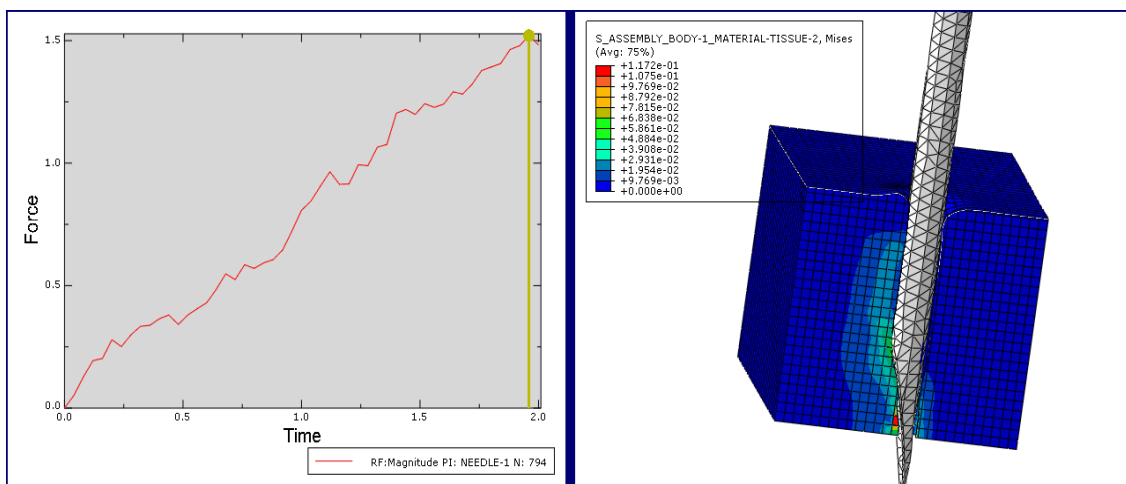 1.5
1.0
0.5
0.0
Force
0.0
0.5
1.0
1.5
2.0
Time
RF:Magnitude PI: NEEDLE-1 N: 794
S_ASSEMBLY_BODY-1_MATERIAL-TISSUE-2, Mises
(Avg: 75%)
+1.172e-01
+1.075e-01
+9.769e-02
+8.792e-02
+7.815e-02
+6.838e-02
+5.861e-02
+4.884e-02
+3.908e-02
+2.931e-02
+1.954e-02
+9.769e-03
+0.000e+00